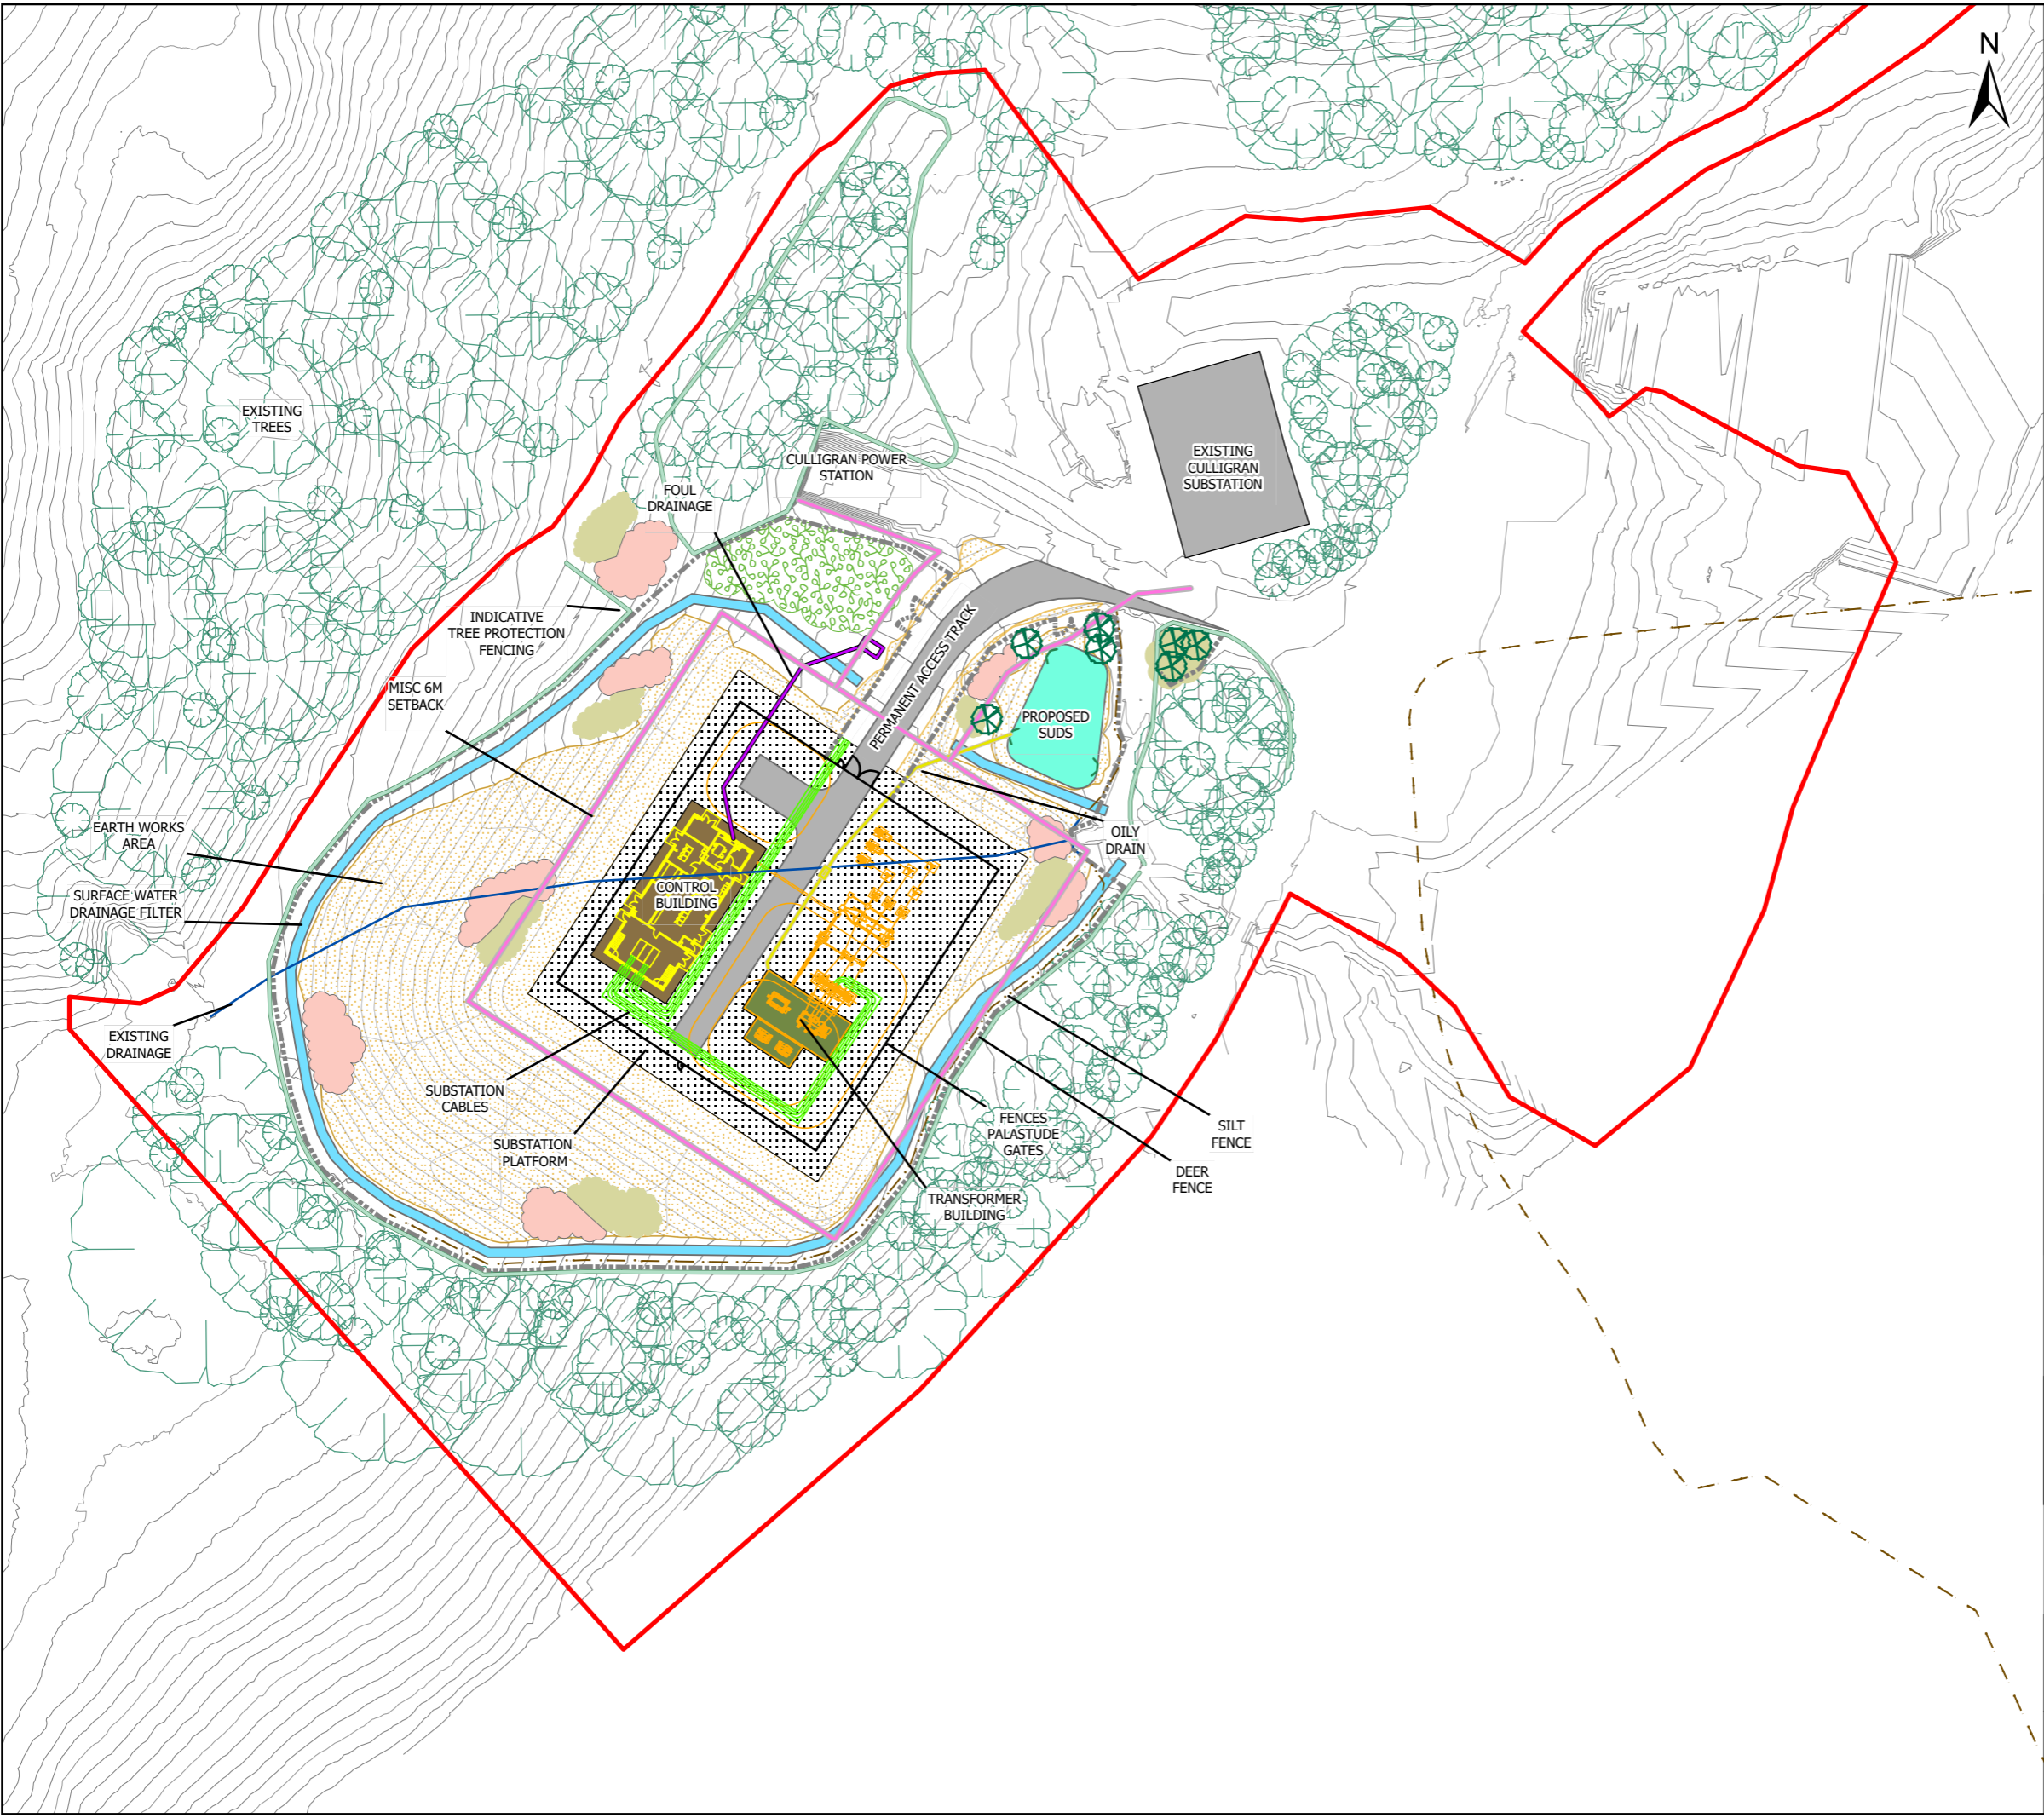 N
EXISTING
TREES
CULLIGRAN POWER
STATION
EXISTING
CULLIGRAN
SUBSTATION
FOUL
DRAINAGE
INDICATIVE
TREE PROTECTION
FENCING
PERMANENT ACCESS TRACK
MISC 6M
SETBACK
PROPOSED
SUDS
EARTH WORKS
AREA
OILY
DRAIN
SURFACE WATER
DRAINAGE FILTER
CONTROL
BUILDING
EXISTING
DRAINAGE
SUBSTATION
CABLES
SUBSTATION
PLATFORM
FENCES
PALASTUDE
GATES
SILT
FENCE
DEER
FENCE
TRANSFORMER
BUILDING